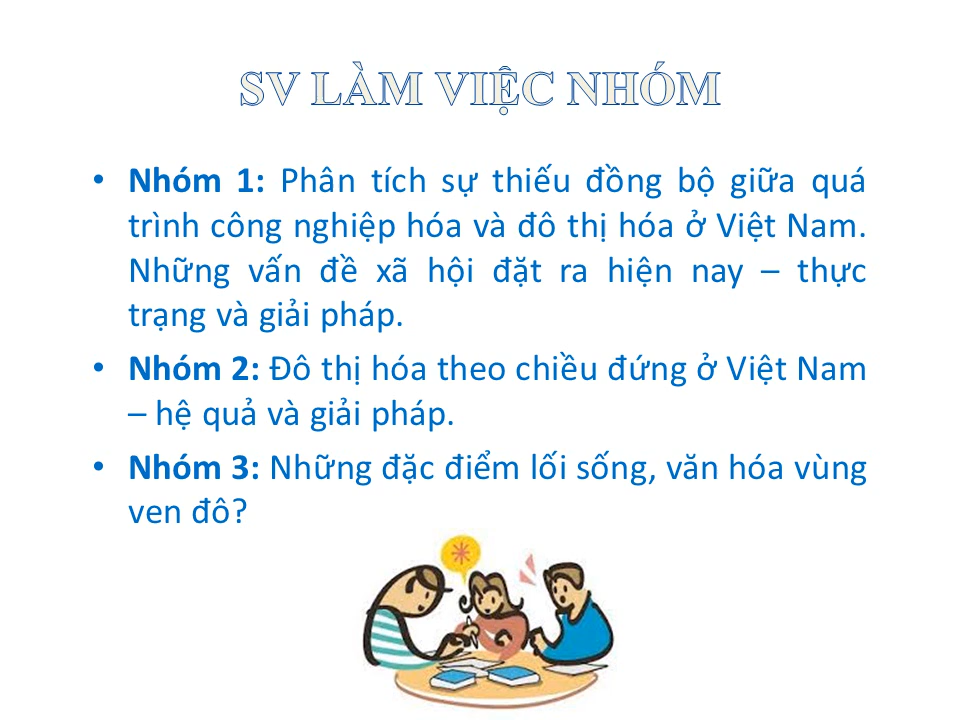 SV LÀM VIỆC NHÓM
• Nhóm 1: Phân tích sự thiếu đồng bộ giữa quá
trình công nghiệp hóa và đô thị hóa ở Việt Nam.
Những vấn đề xã hội đặt ra hiện nay – thực
trạng và giải pháp.
• Nhóm 2: Đô thị hóa theo chiều đứng ở Việt Nam
– hệ quả và giải pháp.
• Nhóm 3: Những đặc điểm lối sống, văn hóa vùng
ven đô?